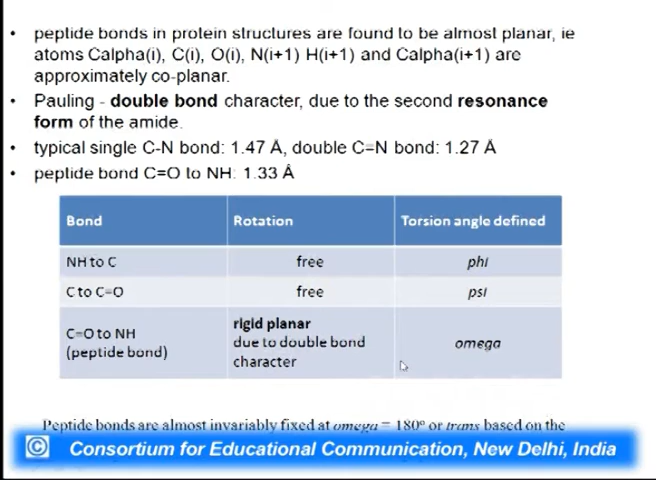 • peptide bonds in protein structures are found to be almost planar, ie
atoms Calpha(i), C(i), O(i), N(i+1) H(i+1) and Calpha(i+1) are
approximately co-planar.
• Pauling - double bond character, due to the second resonance
form of the amide.
• typical single C-N bond: 1.47 Å, double C=N bond: 1.27 Å
• peptide bond C=O to NH: 1.33 Å
Bond Rotation Torsion angle defined
NH to C free phi
C to C=O free psi
C=O to NH
(peptide bond)
rigid planar
due to double bond
character
omega
Peptide bonds are almost invariably fixed at omega = 180° or trans based on the
© Consortium for Educational Communication, New Delhi, India